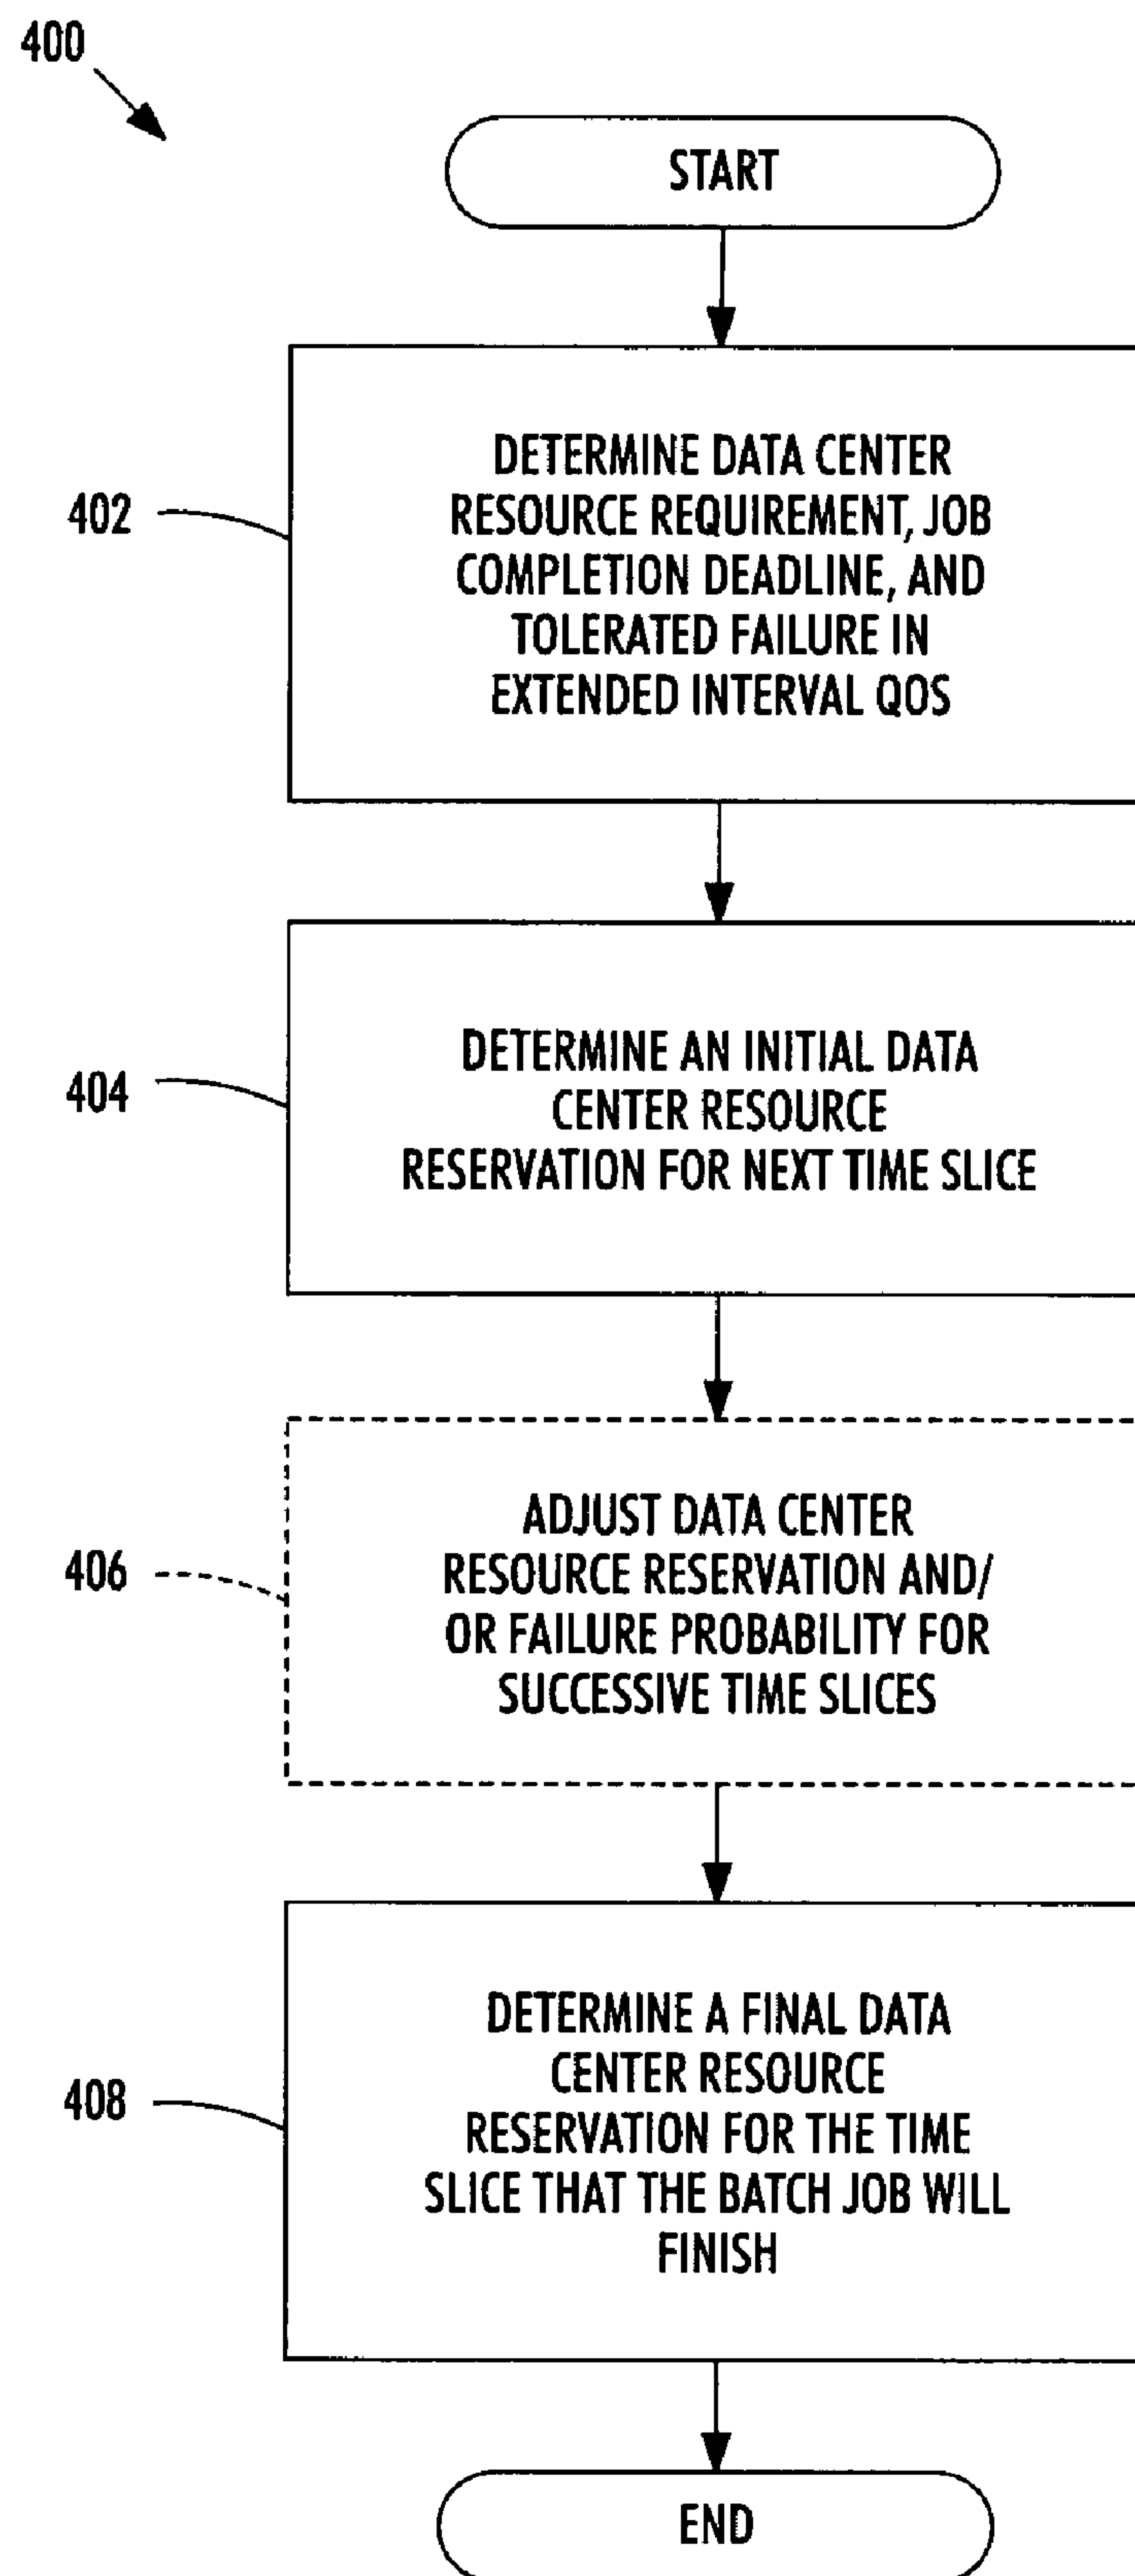 400
START
402
DETERMINE DATA CENTER
RESOURCE REQUIREMENT, JOB
COMPLETION DEADLINE, AND
TOLERATED FAILURE IN
EXTENDED INTERVAL QOS
404
DETERMINE AN INITIAL DATA
CENTER RESOURCE
RESERVATION FOR NEXT TIME SLICE
406
ADJUST DATA CENTER
RESOURCE RESERVATION AND/
OR FAILURE PROBABILITY FOR
SUCCESSIVE TIME SLICES
408
DETERMINE A FINAL DATA
CENTER RESOURCE
RESERVATION FOR THE TIME
SLICE THAT THE BATCH JOB WILL
FINISH
END